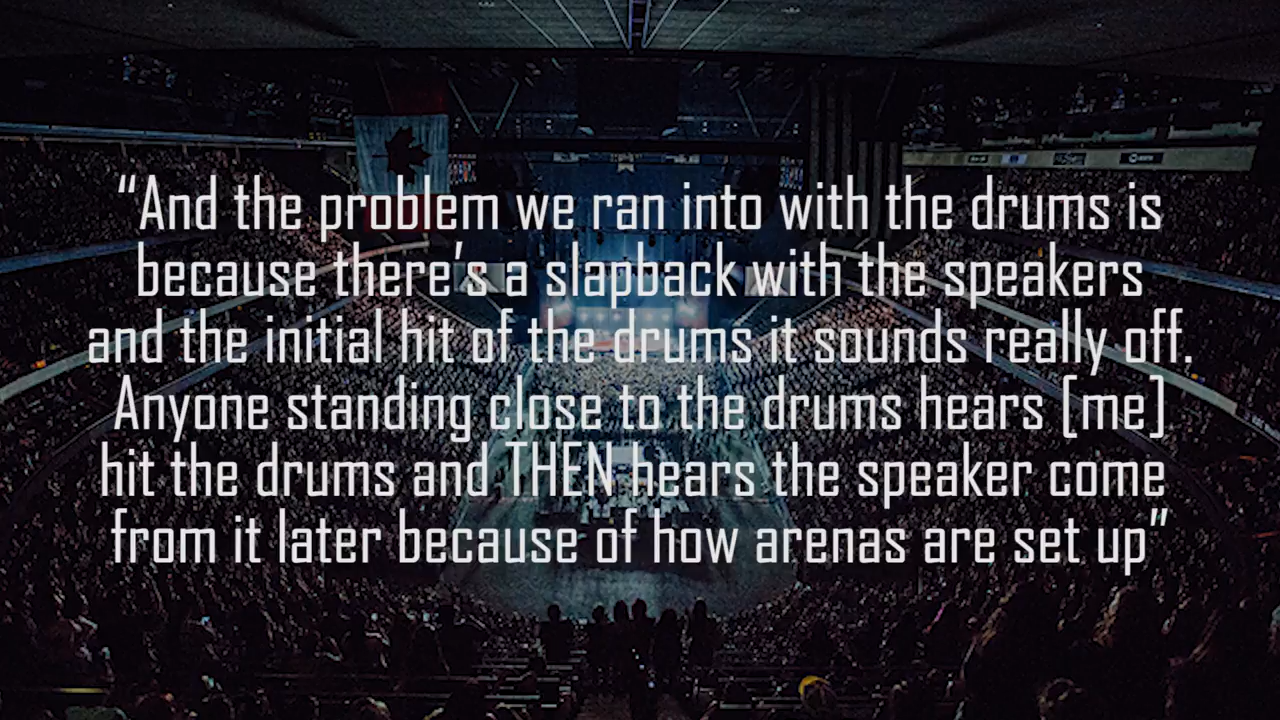 “And the problem we ran into with the drums is
because there’s a slapback with the speakers
and the initial hit of the drums it sounds really off.
Anyone standing close to the drums hears [me]
hit the drums and THEN hears the speaker come
from it later because of how arenas are set up”